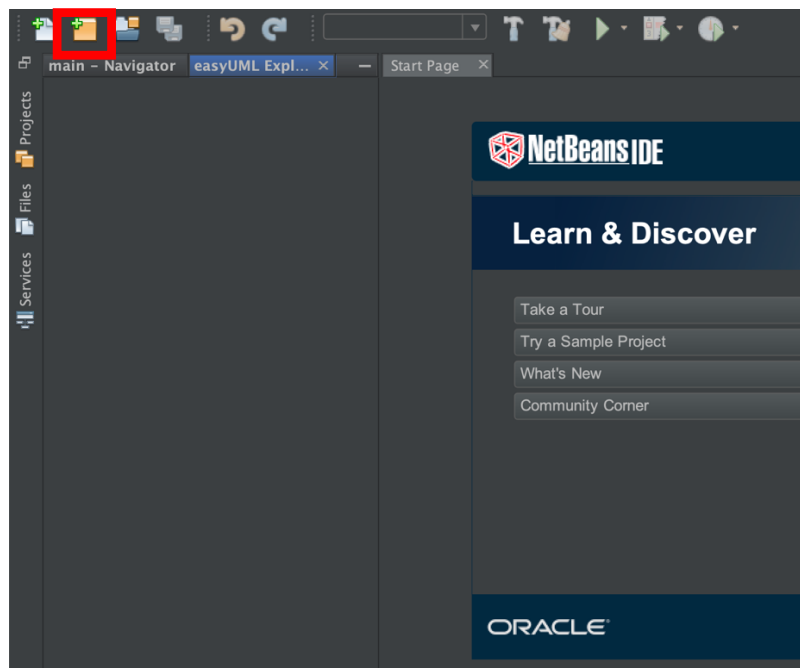 main - Navigator
easyUML Expl...
Start Page
Projects
Files
Services
NetBeans IDE
Learn & Discover
Take a Tour
Try a Sample Project
What's New
Community Corner
ORACLE